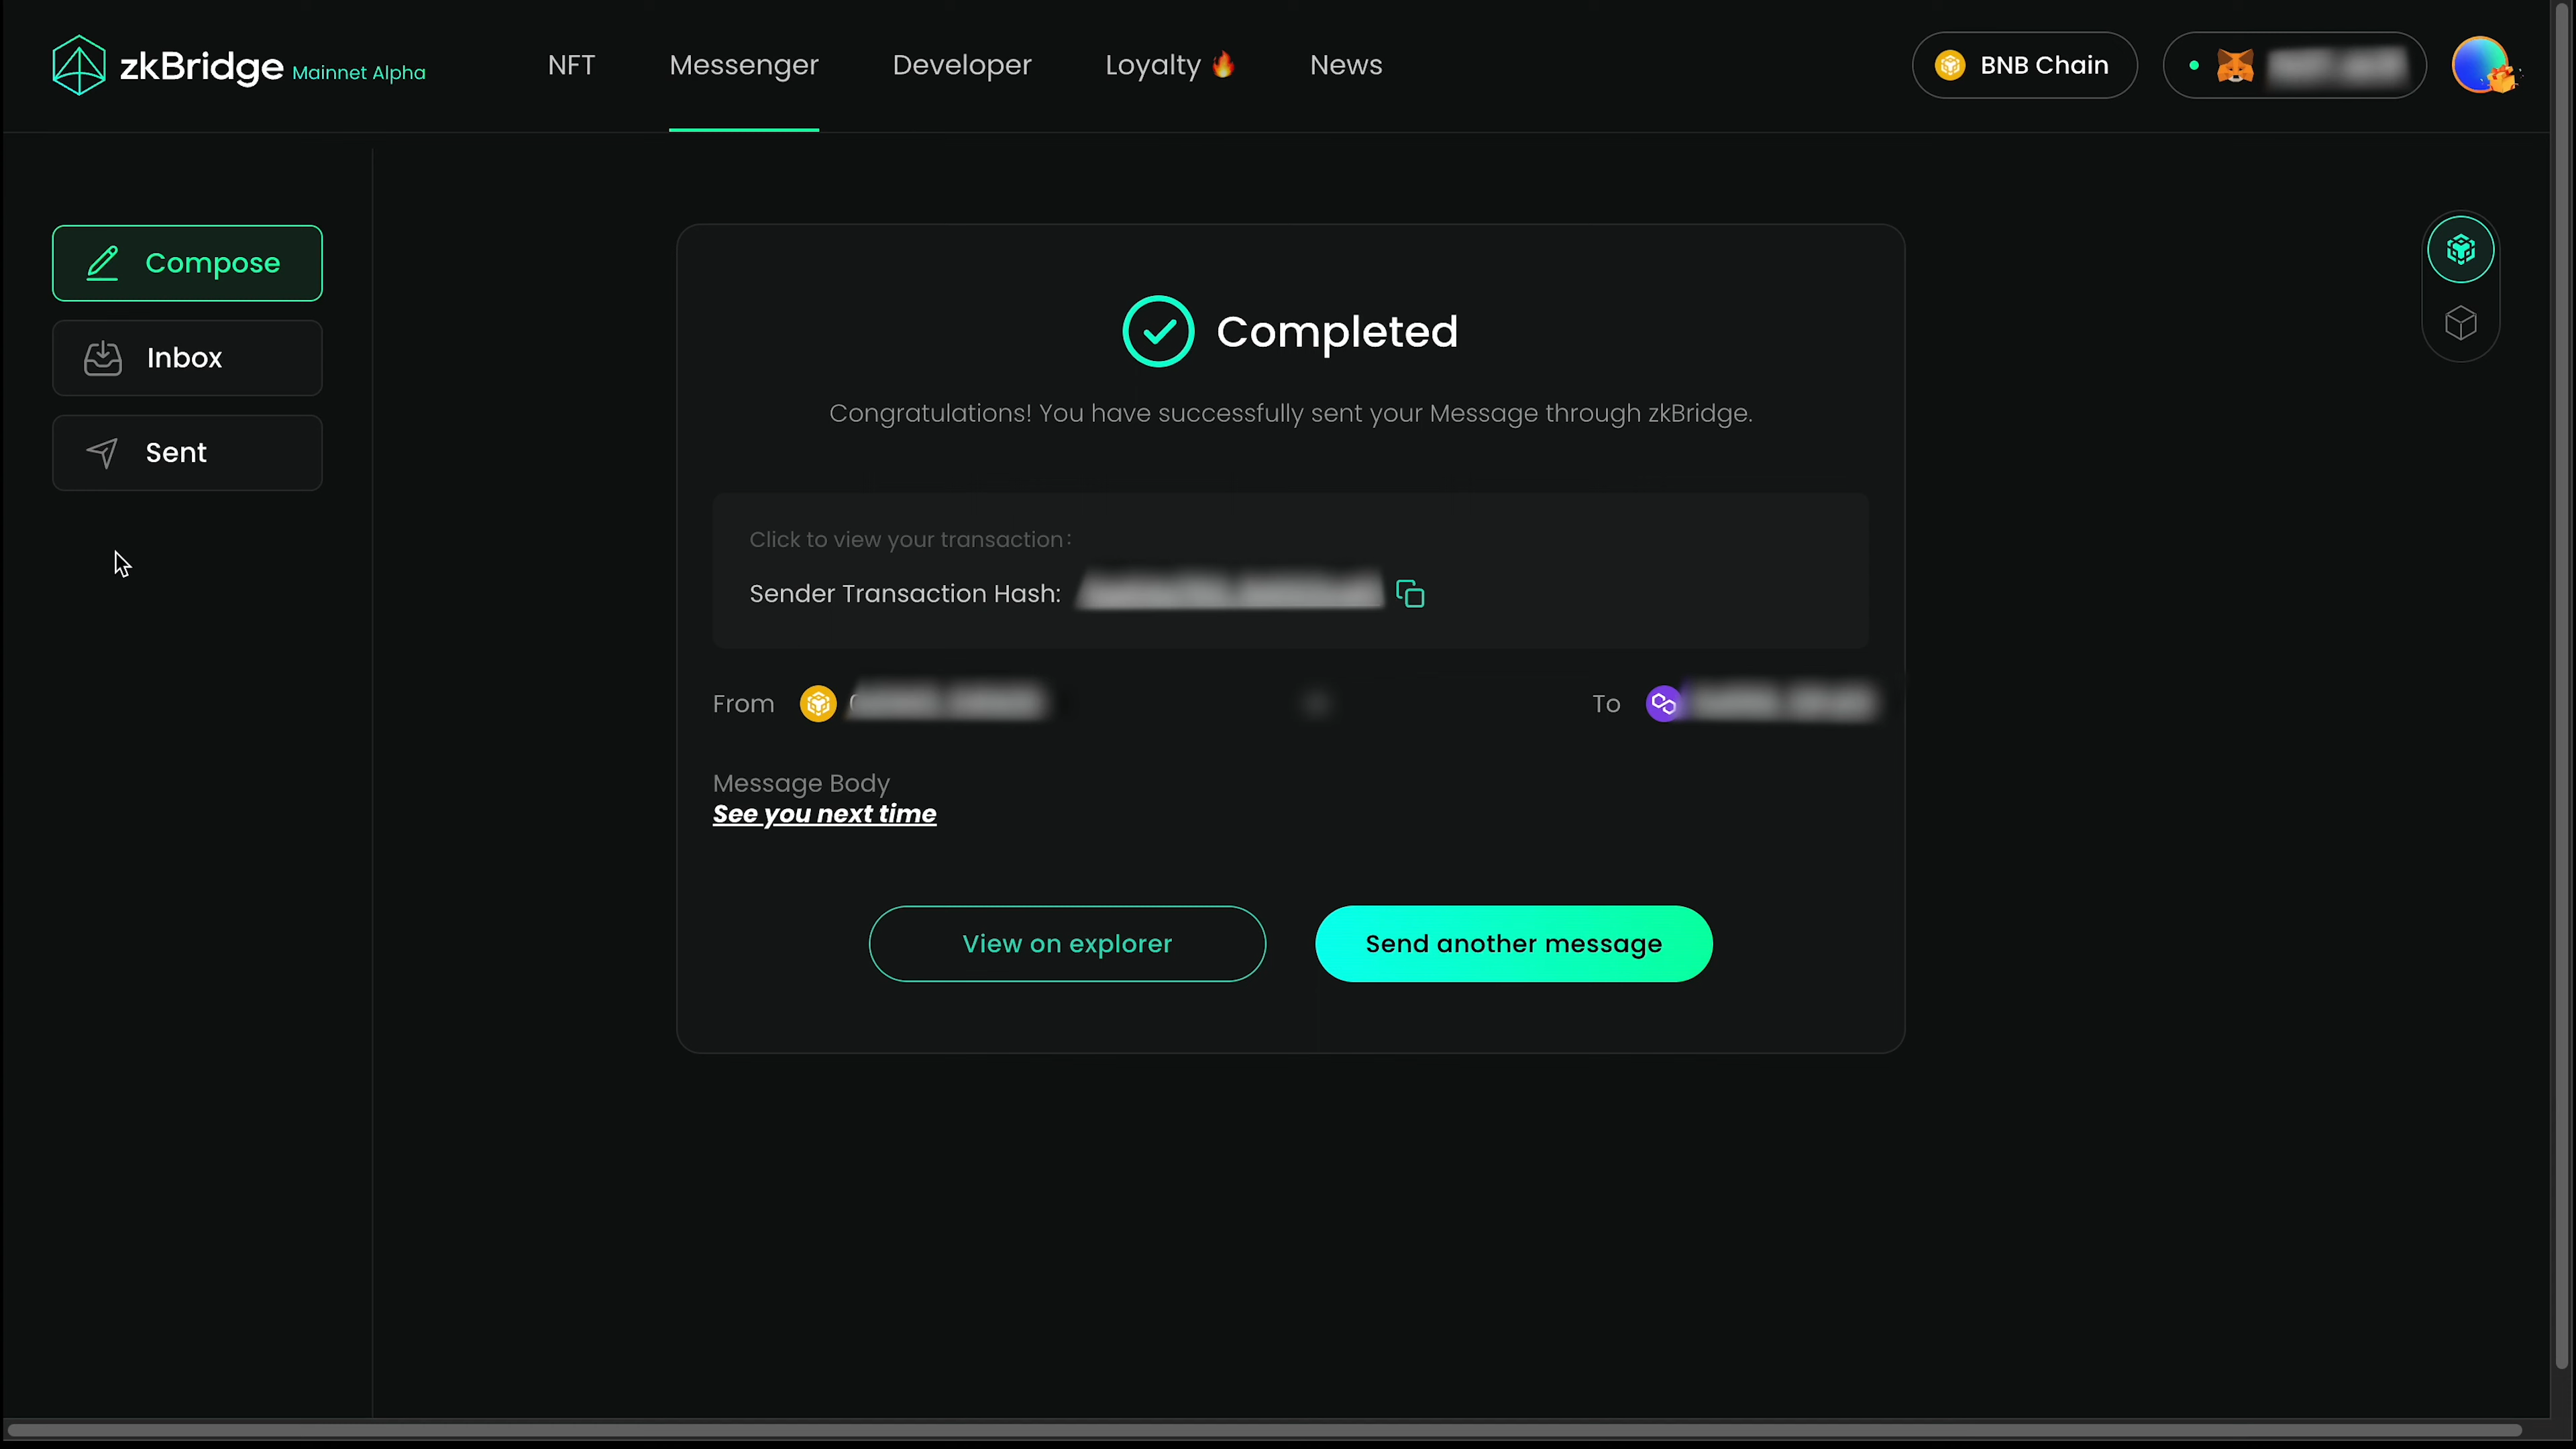 zkBridge Mainnet Alpha
NFT
Messenger
Developer
Loyalty 🔥
News
BNB Chain
Compose
Inbox
Sent
Completed
Congratulations! You have successfully sent your Message through zkBridge.
Click to view your transaction:
Sender Transaction Hash:
From
To
Message Body
See you next time
View on explorer
Send another message